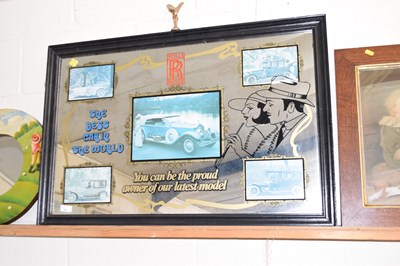 RR
THE
BEST
CAR IN
THE WORLD
You can be the proud
owner of our latest model